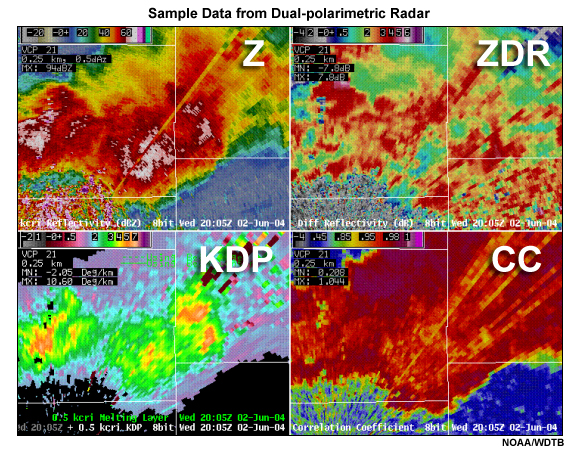 Sample Data from Dual-polarimetric Radar
-20 -0+ 20 40 60
VCP 21
0.25 km, 0.5dAz
MX: 94dBZ
Z
kcri Reflectivity (dBZ) 8bit Wed 20:05Z 02-Jun-04
-4 2 -0+ .5 2 3 4 5 6
VCP 21
0.25 km
MN: -7.8dB
MX: 7.8dB
ZDR
Diff Reflectivity (dB) 8bit Wed 20:05Z 02-Jun-04
-2 -1 -0+ .5 2 3 4 5 7
VCP 21
0.25 km
MN: -2.05 Deg/km
MX: 10.60 Deg/km
KDP
0.5 kcri Melting Layer Wed 20:05Z 02-Jun-04
20:05Z + 0.5 kcri KDP, 8bit Wed 20:05Z 02-Jun-04
.45 .85 .95 .98 1
VCP 21
0.25 km
MN: 0.208
MX: 1.044
CC
Correlation Coefficient 8bit Wed 20:05Z 02-Jun-04
NOAA/WDTB